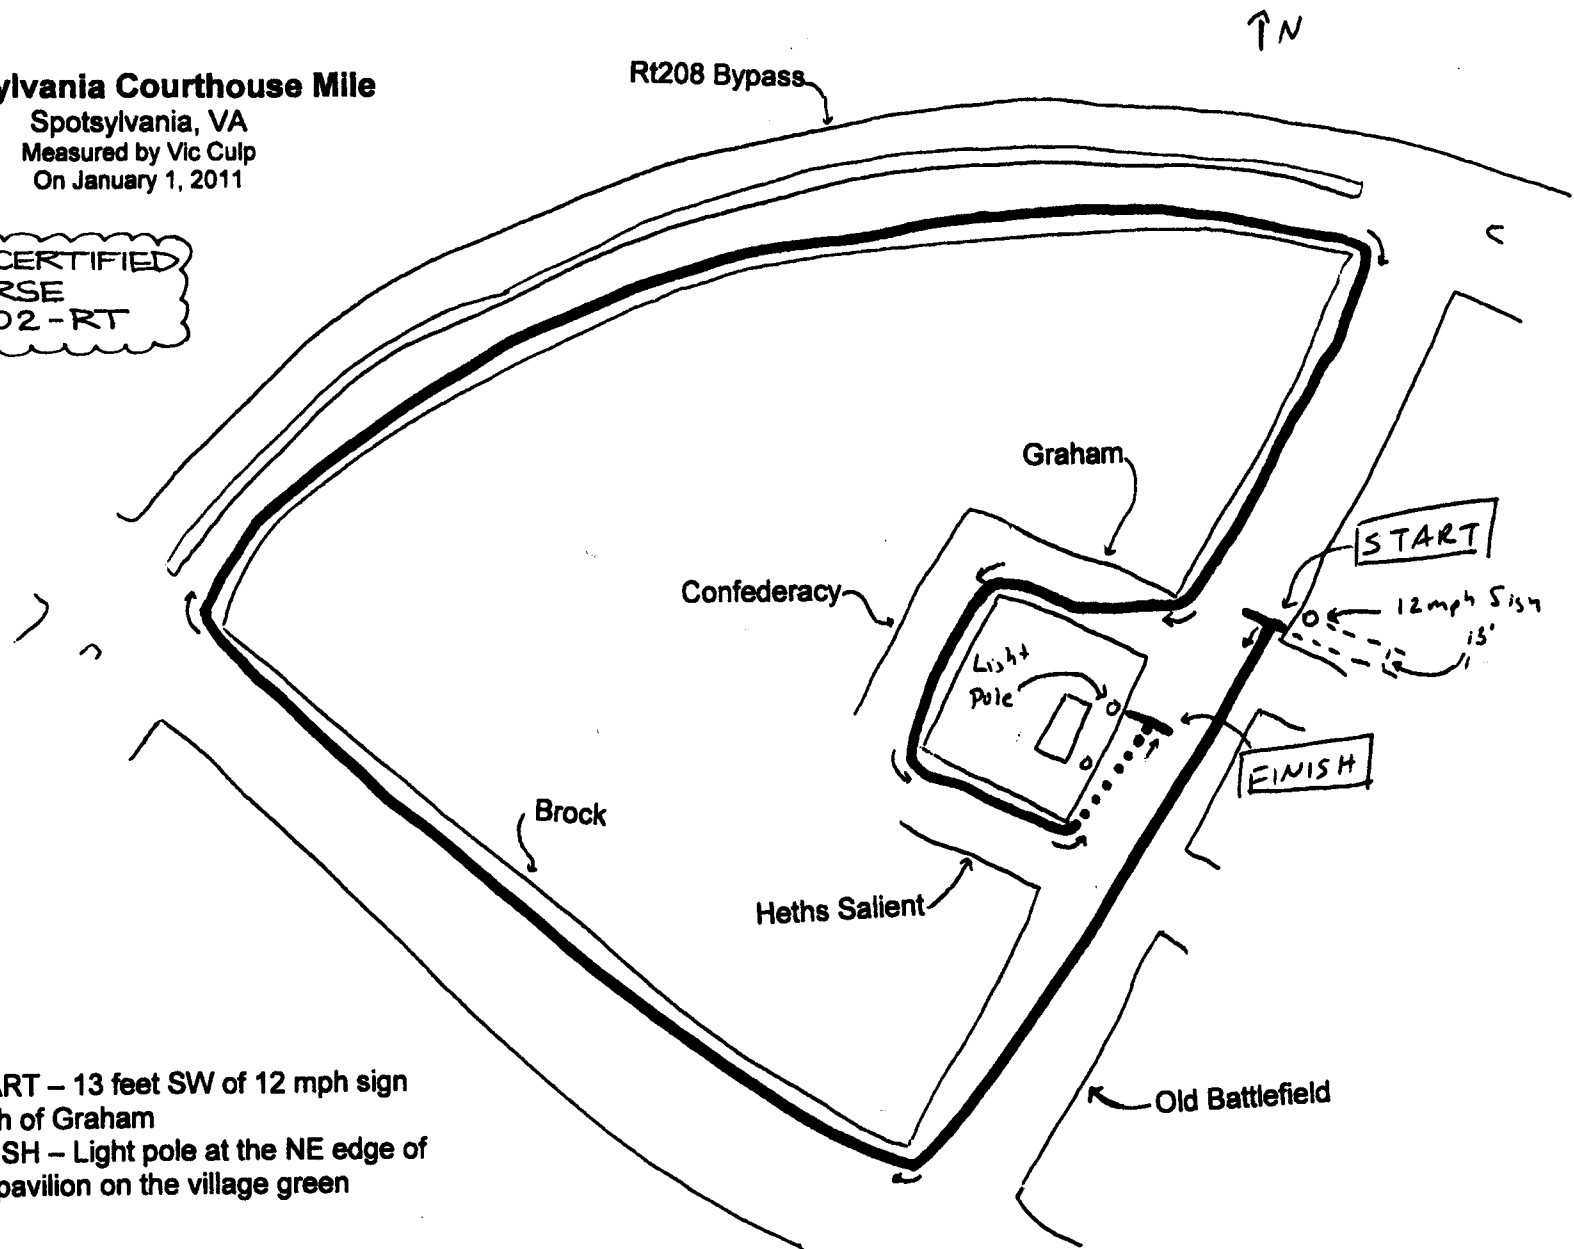 ↑N
ylvania Courthouse Mile
Spotsylvania, VA
Measured by Vic Culp
On January 1, 2011
Rt208 Bypass
CERTIFIED
RSE
02-RT
Graham
START
Confederacy
12mph Sign
13'
Light
Pole
FINISH
Brock
Heths Salient
Old Battlefield
ART – 13 feet SW of 12 mph sign
h of Graham
SH – Light pole at the NE edge of
pavilion on the village green